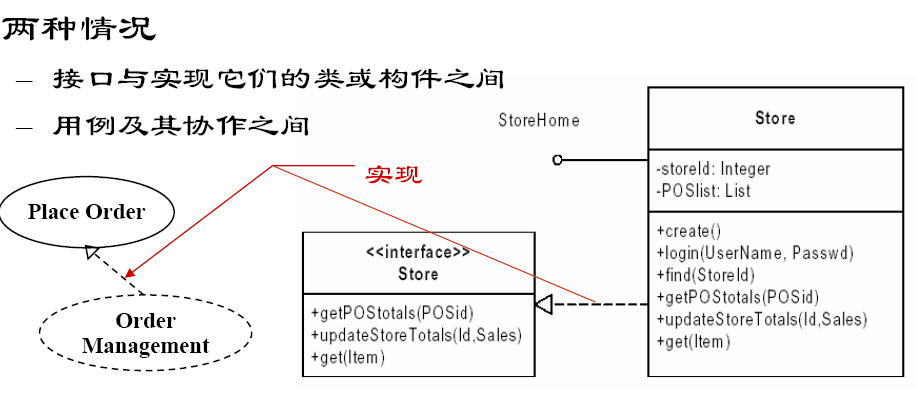 两种情况
– 接口与实现它们的类或构件之间
– 用例及其协作之间
StoreHome
Store
-storeId: Integer
-POSlist: List
+create()
+login(UserName, Passwd)
+find(StoreId)
+getPOStotals(POSid)
+updateStoreTotals(Id,Sales)
+get(Item)
实现
Place Order
<<interface>>
Store
+getPOStotals(POSid)
+updateStoreTotals(Id,Sales)
+get(Item)
Order
Management